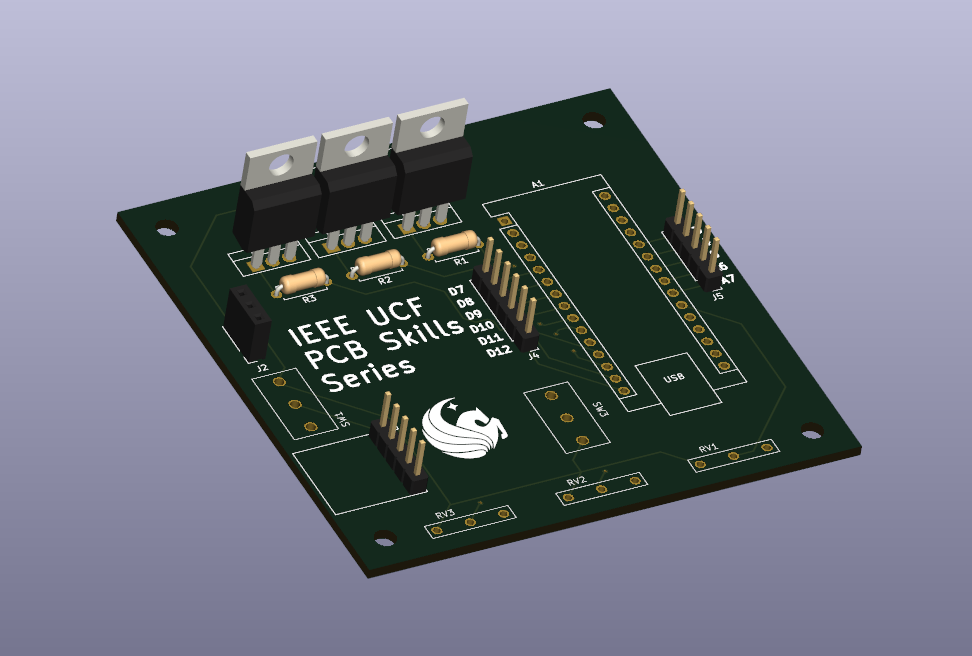 A1
R1
R2
R3
D7
D8
D9
D10
D11
D12
IEEE UCF
PCB Skills
Series
6
A7
J5
J4
J2
SW1
SW3
USB
RV1
RV2
RV3